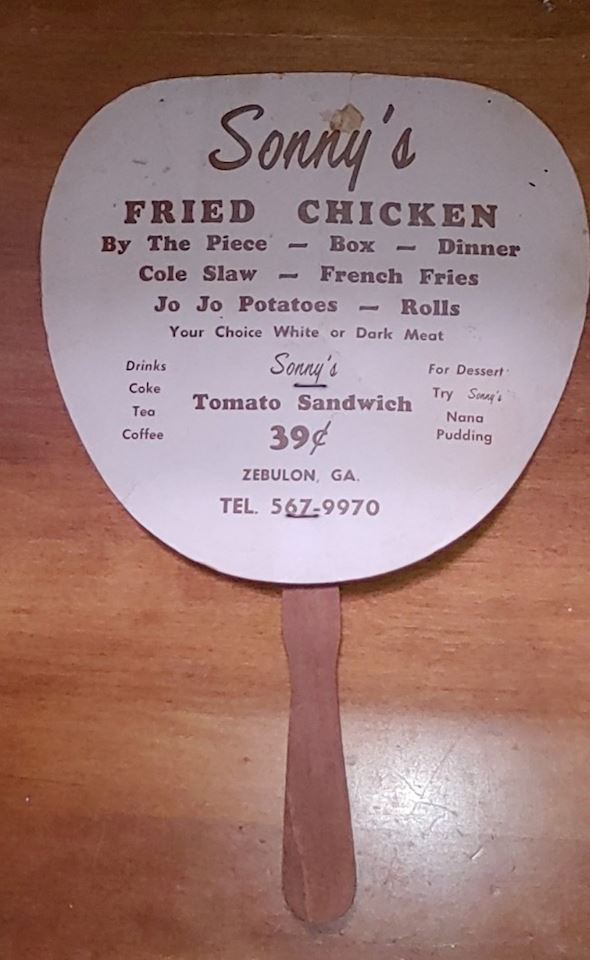 Sonny's
FRIED CHICKEN
By The Piece — Box — Dinner
Cole Slaw — French Fries
Jo Jo Potatoes — Rolls
Your Choice White or Dark Meat
Drinks
Coke
Tea
Coffee
Sonny's
Tomato Sandwich
39¢
For Dessert
Try Sonny's
Nana
Pudding
ZEBULON, GA.
TEL. 567-9970